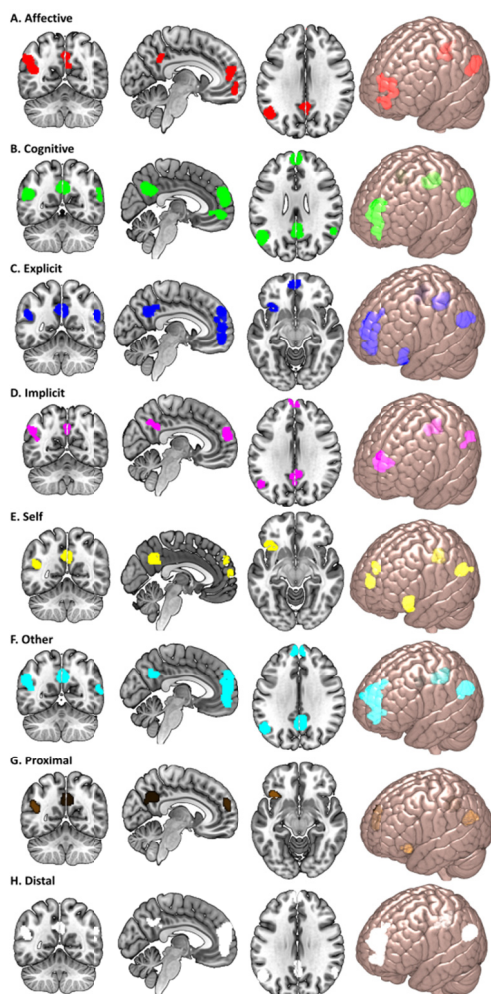 A. Affective
B. Cognitive
C. Explicit
D. Implicit
E. Self
F. Other
G. Proximal
H. Distal